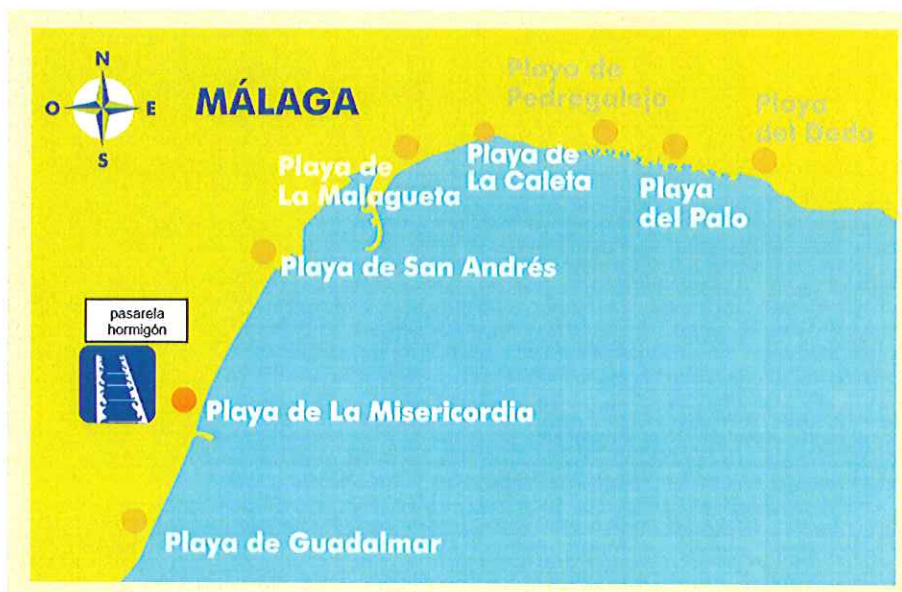 N
O E
S
MÁLAGA
Playa de
Pedregalejo
Playa
del Dedo
Playa de
La Malagueta
Playa de
La Caleta
Playa
del Palo
Playa de San Andrés
pasarela
hormigón
Playa de La Misericordia
Playa de Guadalmar